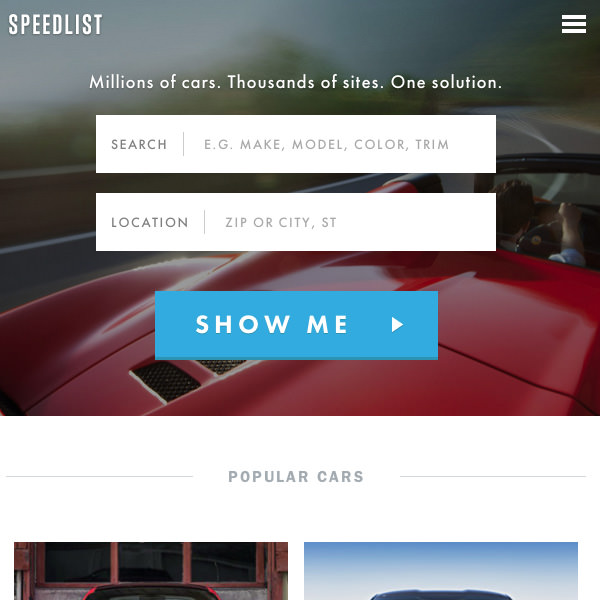 SPEEDLIST
Millions of cars. Thousands of sites. One solution.
SEARCH E.G. MAKE, MODEL, COLOR, TRIM
LOCATION ZIP OR CITY, ST
SHOW ME
POPULAR CARS